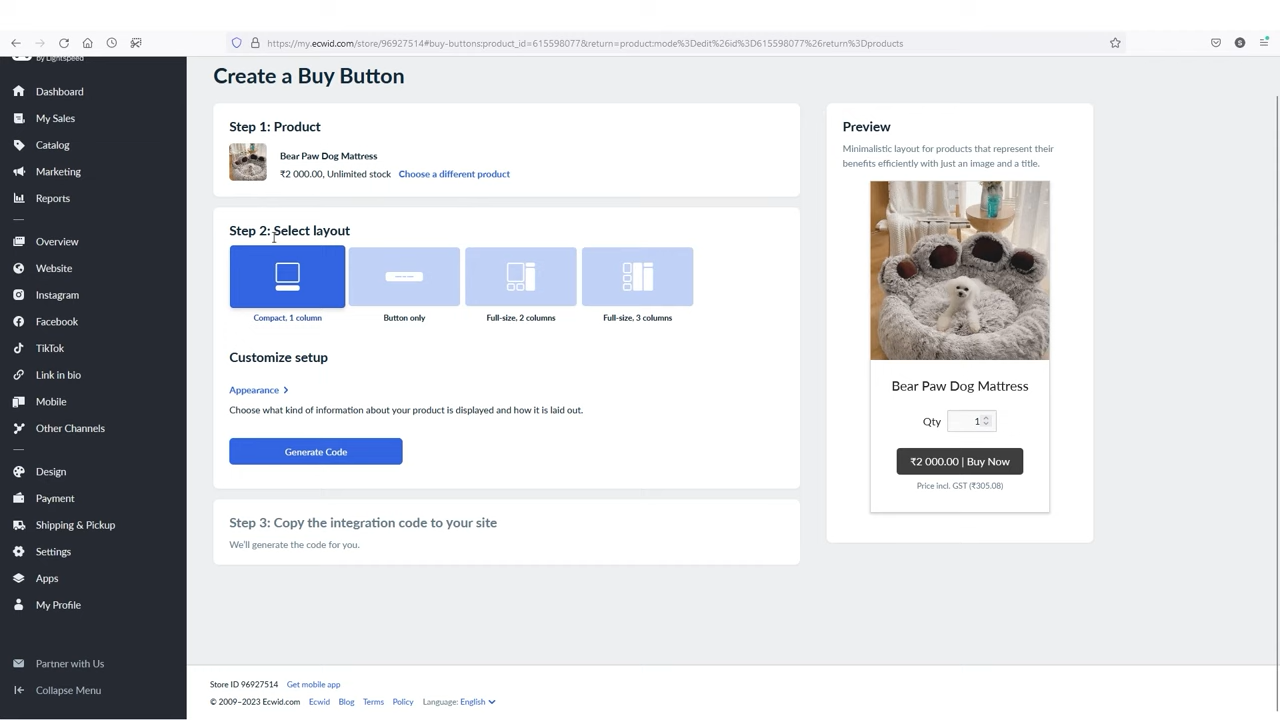 https://my.ecwid.com/store/96927514#buy-buttons:product_id=615598077&return=product:mode%3Dedit%26id%3D615598077%26return%3Dproducts
S
by Lightspeed
Dashboard
My Sales
Catalog
Marketing
Reports
Overview
Website
Instagram
Facebook
TikTok
Link in bio
Mobile
Other Channels
Design
Payment
Shipping & Pickup
Settings
Apps
My Profile
Partner with Us
Collapse Menu
Create a Buy Button
Step 1: Product
Bear Paw Dog Mattress
₹2 000.00, Unlimited stock Choose a different product
Step 2: Select layout
Compact, 1 column
Button only
Full-size, 2 columns
Full-size, 3 columns
Customize setup
Appearance
Choose what kind of information about your product is displayed and how it is laid out.
Generate Code
Step 3: Copy the integration code to your site
We'll generate the code for you.
Preview
Minimalistic layout for products that represent their
benefits efficiently with just an image and a title.
Bear Paw Dog Mattress
Qty 1
₹2 000.00 | Buy Now
Price incl. GST (₹305.08)
Store ID 96927514 Get mobile app
© 2009–2023 Ecwid.com Ecwid Blog Terms Policy Language: English